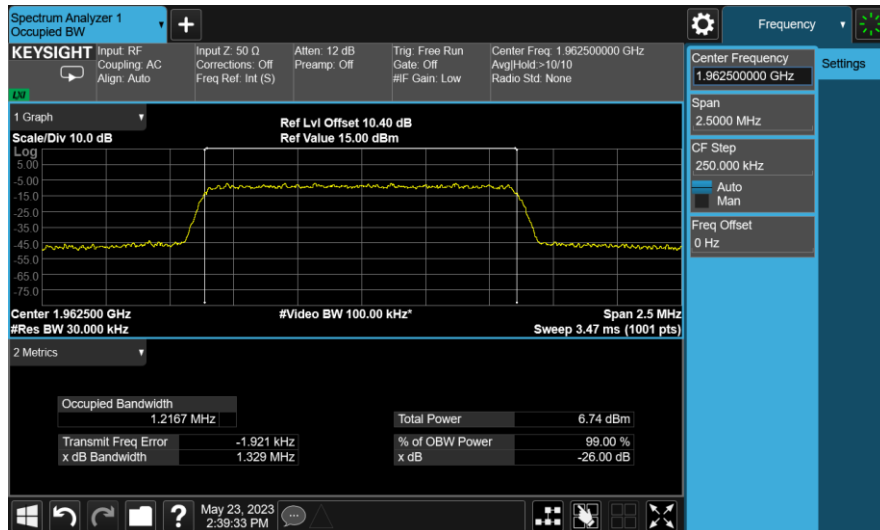 Spectrum Analyzer 1
Occupied BW
Frequency
KEYSIGHT
Input: RF
Coupling: AC
Align: Auto
Input Z: 50 Ω
Corrections: Off
Freq Ref: Int (S)
Atten: 12 dB
Preamp: Off
Trig: Free Run
Gate: Off
#IF Gain: Low
Center Freq: 1.962500000 GHz
Avg|Hold:>10/10
Radio Std: None
LXI
Center Frequency
1.962500000 GHz
Settings
Span
2.5000 MHz
CF Step
250.000 kHz
Auto
Man
Freq Offset
0 Hz
1 Graph
Scale/Div 10.0 dB
Ref Lvl Offset 10.40 dB
Ref Value 15.00 dBm
Log
5.00
-5.00
-15.0
-25.0
-35.0
-45.0
-55.0
-65.0
-75.0
Center 1.962500 GHz
#Res BW 30.000 kHz
#Video BW 100.00 kHz*
Span 2.5 MHz
Sweep 3.47 ms (1001 pts)
2 Metrics
Occupied Bandwidth
1.2167 MHz
Total Power 6.74 dBm
Transmit Freq Error -1.921 kHz
% of OBW Power 99.00 %
x dB Bandwidth 1.329 MHz
x dB -26.00 dB
May 23, 2023
2:39:33 PM